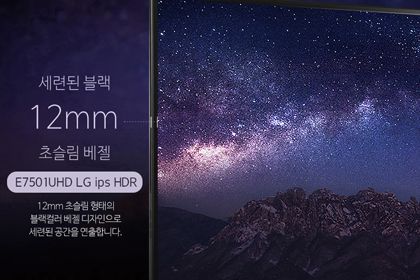 세련된 블랙
12mm
초슬림 베젤
E7501UHD LG ips HDR
12mm 초슬림 형태의
블랙컬러 베젤 디자인으로
세련된 공간을 연출합니다.